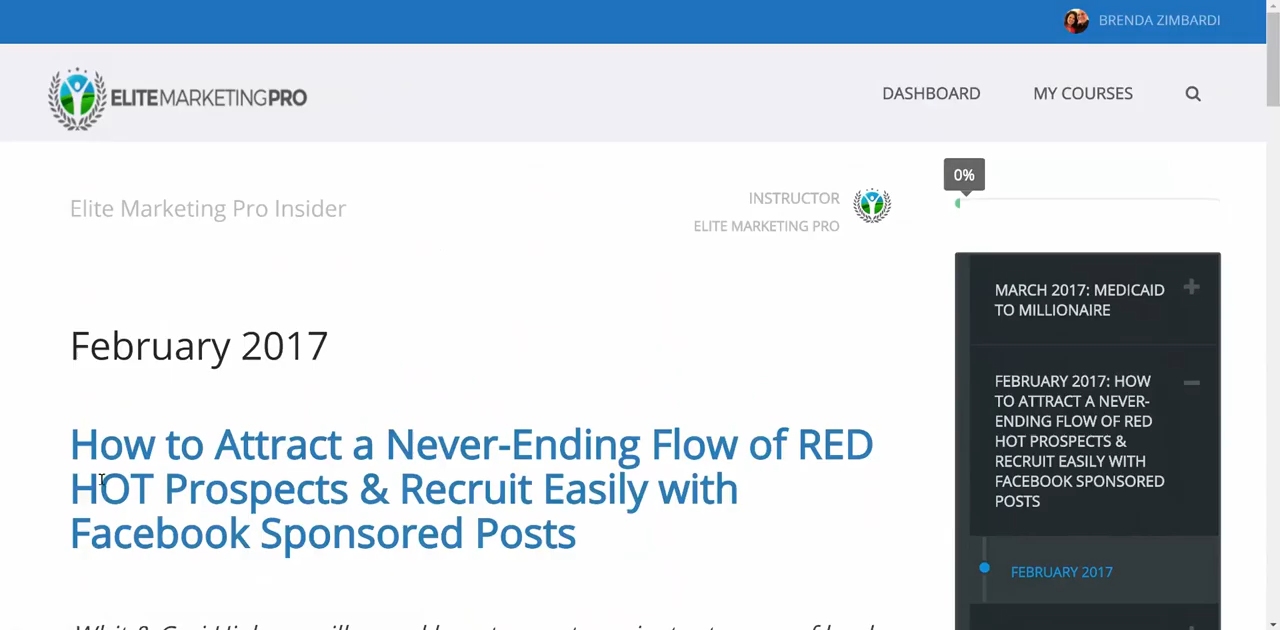 BRENDA ZIMBARDI
ELITEMARKETINGPRO
DASHBOARD
MY COURSES
0%
Elite Marketing Pro Insider
INSTRUCTOR
ELITE MARKETING PRO
February 2017
How to Attract a Never-Ending Flow of RED
HOT Prospects & Recruit Easily with
Facebook Sponsored Posts
MARCH 2017: MEDICAID
TO MILLIONAIRE
FEBRUARY 2017: HOW
TO ATTRACT A NEVER-
ENDING FLOW OF RED
HOT PROSPECTS &
RECRUIT EASILY WITH
FACEBOOK SPONSORED
POSTS
FEBRUARY 2017